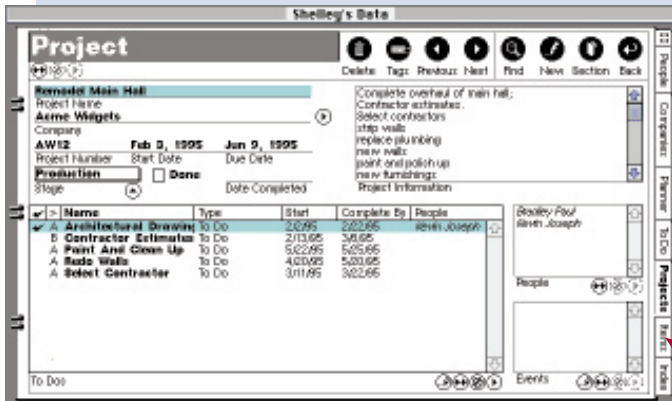 Shelley's Data
Project
Delete Tags Previous Next Find New Section Back
Remodel Main Hall
Project Name
Acme Widgets
Company
AW12 Feb 3, 1995 Jun 9, 1995
Project Number Start Date Due Date
Production Done
Stage Date Completed
Complete overhaul of main hall;
Contractor estimates.
Select contractors
strip walls
replace plumbing
new walls
paint and polish up
new furnishings
Project Information
> Name Type Start Complete By People
A Architectural Drawing To Do 2/2/95 2/22/95 Kevin Joseph
B Contractor Estimates To Do 2/13/95 3/8/95
A Paint And Clean Up To Do 5/22/95 5/25/95
A Redo Walls To Do 4/20/95 5/20/95
A Select Contractor To Do 3/11/95 3/22/95
To Dos
Bradley Paul
Kevin Joseph
People
Events
People
Companies
Planner
To Do
Projects
Items
Index